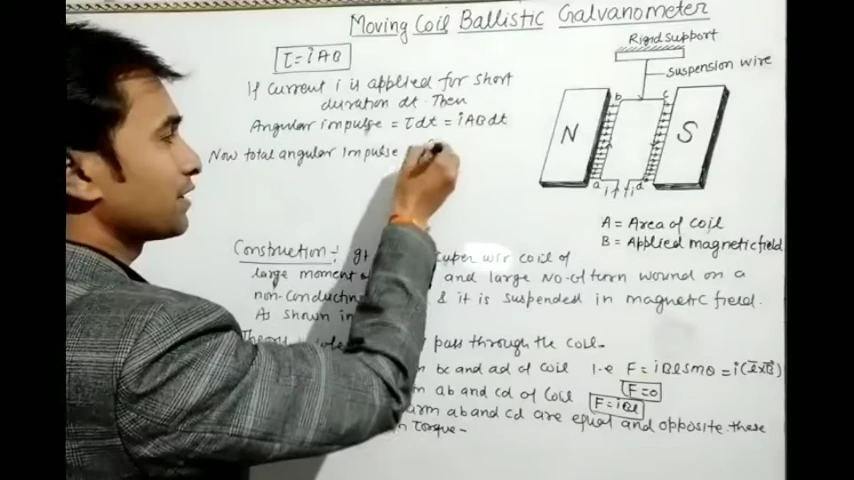 Moving Coil Ballistic Galvanometer
τ = iAB
If current i is applied for short
duration dt. Then
Angular impulse = τdt = iABdt
Now total angular impulse
Rigid support
suspension wire
b c
N S
a i i d
A = Area of coil
B = Applied magnetic field
Construction:- coil of
large moment and large No-of turn wound on a
non-conducting & it is suspended in magnetic field.
As shown in
pass through the coil.
bc and ad of coil i.e F = iBlsinθ = i(l×B)
F=0
ab and cd of coil F=iBl
arm ab and cd are equal and opposite these
Torque-